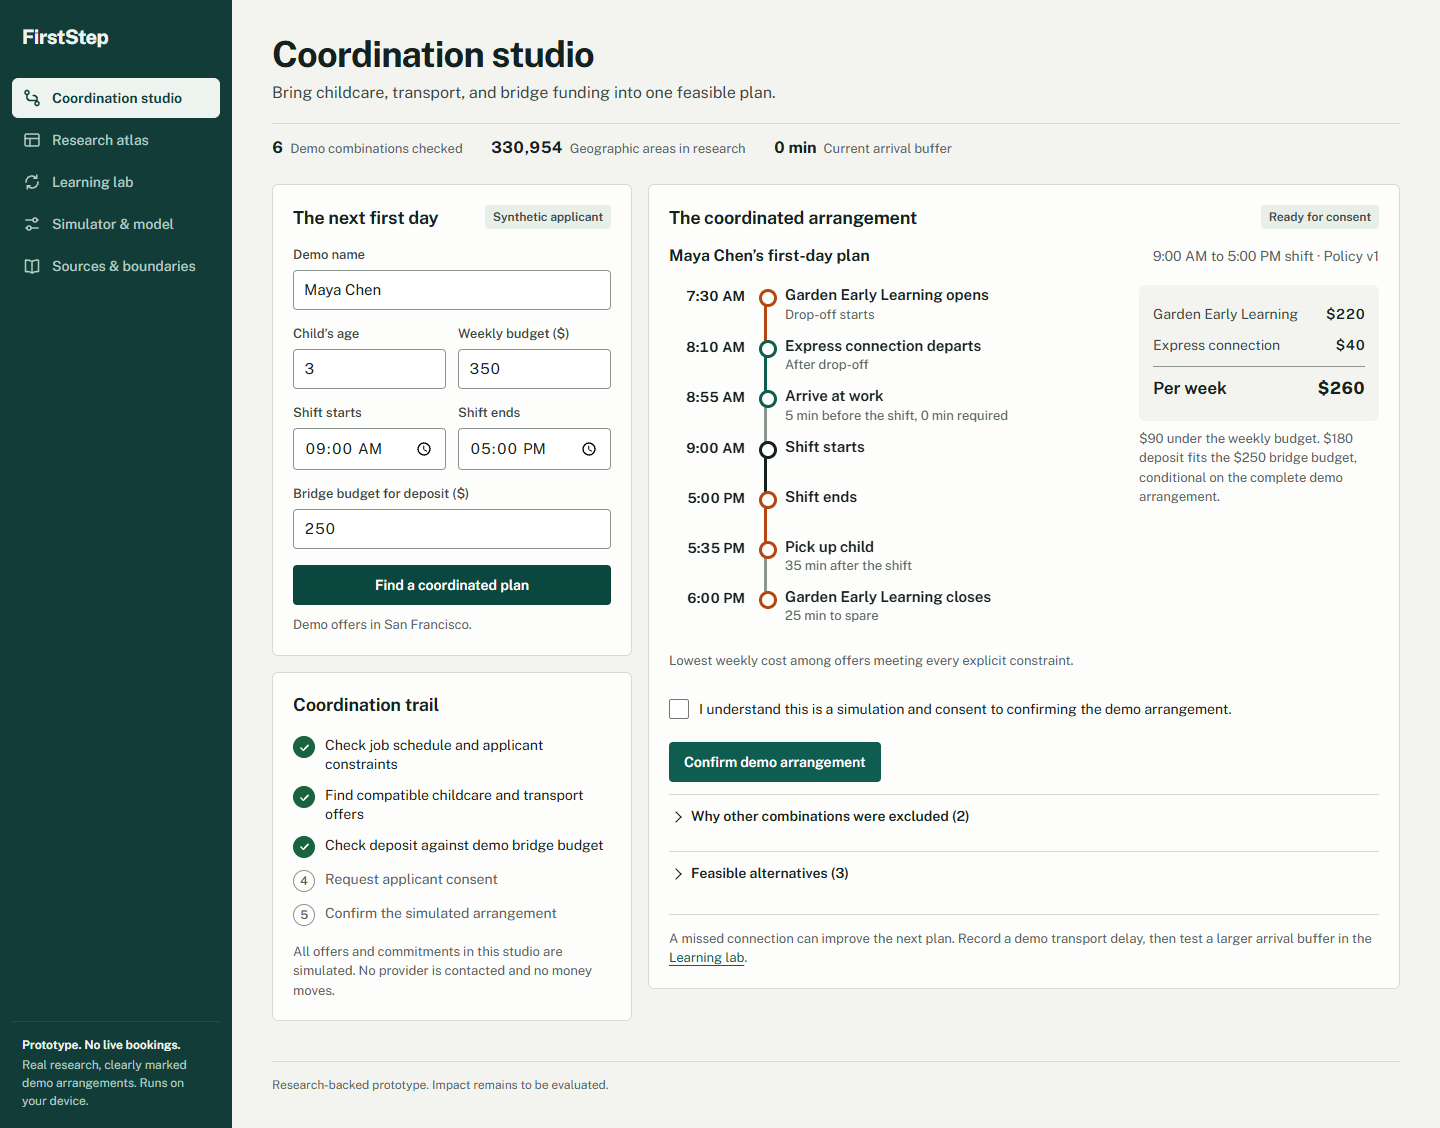 FirstStep
Coordination studio
Research atlas
Learning lab
Simulator & model
Sources & boundaries
Prototype. No live bookings.
Real research, clearly marked
demo arrangements. Runs on
your device.
Coordination studio
Bring childcare, transport, and bridge funding into one feasible plan.
6 Demo combinations checked 330,954 Geographic areas in research 0 min Current arrival buffer
The next first day Synthetic applicant
Demo name
Maya Chen
Child's age Weekly budget ($)
3 350
Shift starts Shift ends
09:00 AM 05:00 PM
Bridge budget for deposit ($)
250
Find a coordinated plan
Demo offers in San Francisco.
Coordination trail
Check job schedule and applicant
constraints
Find compatible childcare and transport
offers
Check deposit against demo bridge budget
4 Request applicant consent
5 Confirm the simulated arrangement
All offers and commitments in this studio are
simulated. No provider is contacted and no money
moves.
The coordinated arrangement Ready for consent
Maya Chen’s first-day plan 9:00 AM to 5:00 PM shift · Policy v1
7:30 AM Garden Early Learning opens
Drop-off starts
8:10 AM Express connection departs
After drop-off
8:55 AM Arrive at work
5 min before the shift, 0 min required
9:00 AM Shift starts
5:00 PM Shift ends
5:35 PM Pick up child
35 min after the shift
6:00 PM Garden Early Learning closes
25 min to spare
Garden Early Learning $220
Express connection $40
Per week $260
$90 under the weekly budget. $180
deposit fits the $250 bridge budget,
conditional on the complete demo
arrangement.
Lowest weekly cost among offers meeting every explicit constraint.
I understand this is a simulation and consent to confirming the demo arrangement.
Confirm demo arrangement
Why other combinations were excluded (2)
Feasible alternatives (3)
A missed connection can improve the next plan. Record a demo transport delay, then test a larger arrival buffer in the
Learning lab.
Research-backed prototype. Impact remains to be evaluated.